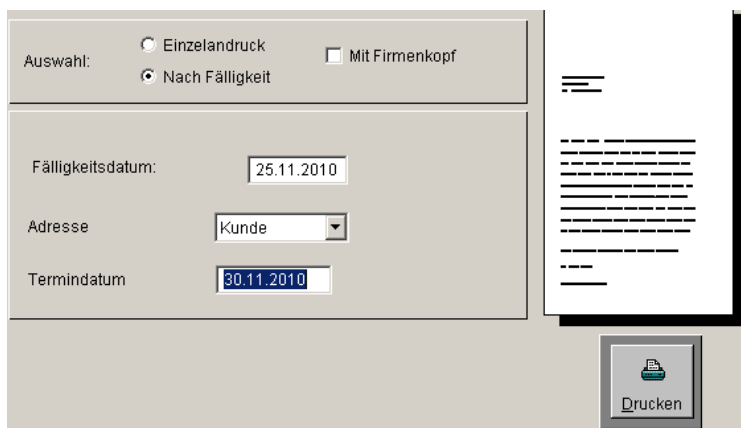 Auswahl:
Einzelandruck
Nach Fälligkeit
Mit Firmenkopf
Fälligkeitsdatum: 25.11.2010
Adresse Kunde
Termindatum 30.11.2010
Drucken